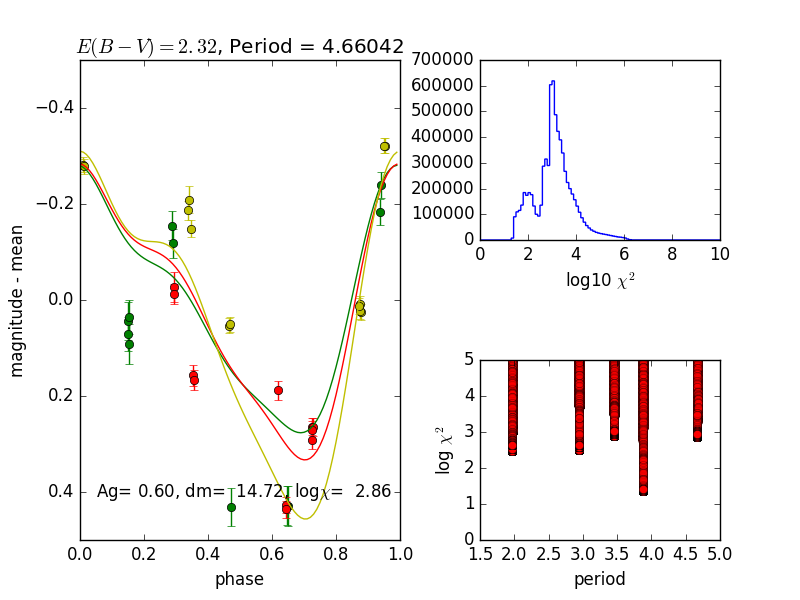 E(B − V) = 2.32, Period = 4.66042
−0.4
−0.2
0.0
0.2
0.4
magnitude - mean
Ag= 0.60, dm= 14.72, logχ= 2.86
0.0 0.2 0.4 0.6 0.8 1.0
phase
700000
600000
500000
400000
300000
200000
100000
0
0 2 4 6 8 10
log10 χ²
5
4
3
2
1
0
log χ²
1.5 2.0 2.5 3.0 3.5 4.0 4.5 5.0
period